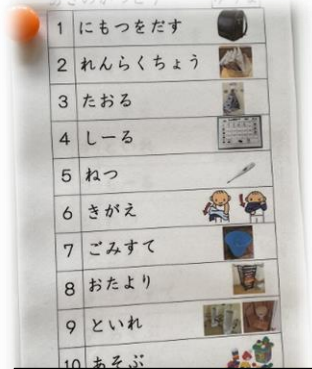 1 にもつをだす
2 れんらくちょう
3 たおる
4 しーる
5 ねつ
6 きがえ
7 ごみすて
8 おたより
9 といれ
10 あそぶ